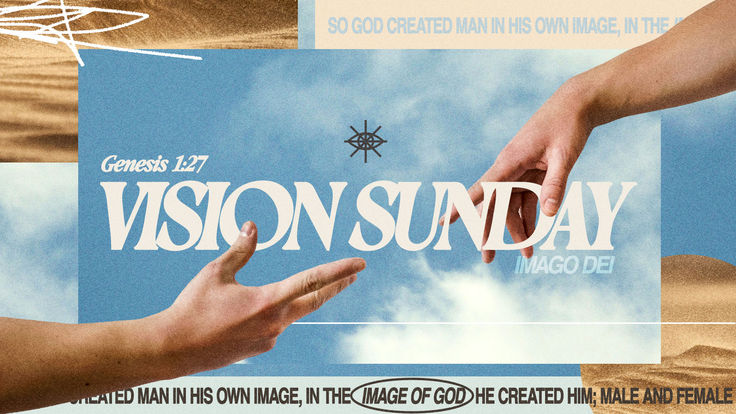 SO GOD CREATED MAN IN HIS OWN IMAGE, IN THE
Genesis 1:27
VISION SUNDAY
IMAGO DEI
CREATED MAN IN HIS OWN IMAGE, IN THE IMAGE OF GOD HE CREATED HIM; MALE AND FEMALE